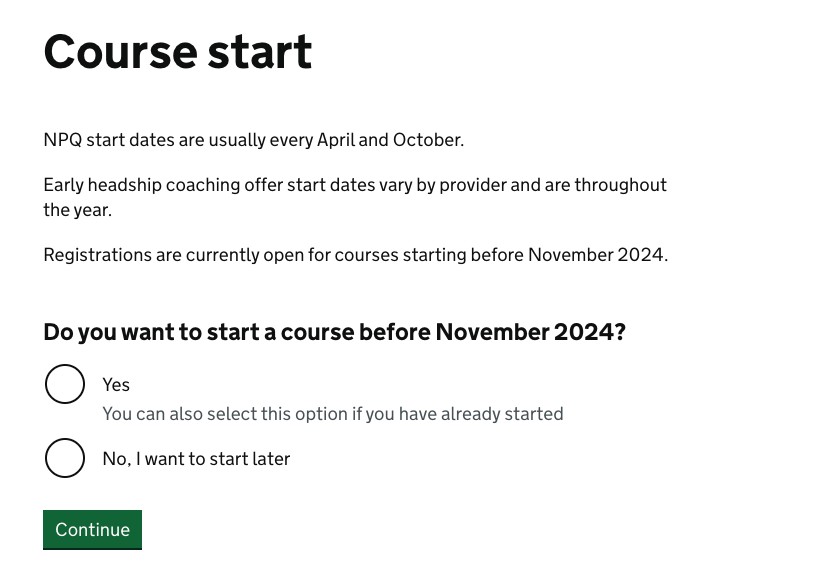 Course start
NPQ start dates are usually every April and October.
Early headship coaching offer start dates vary by provider and are throughout
the year.
Registrations are currently open for courses starting before November 2024.
Do you want to start a course before November 2024?
Yes
You can also select this option if you have already started
No, I want to start later
Continue